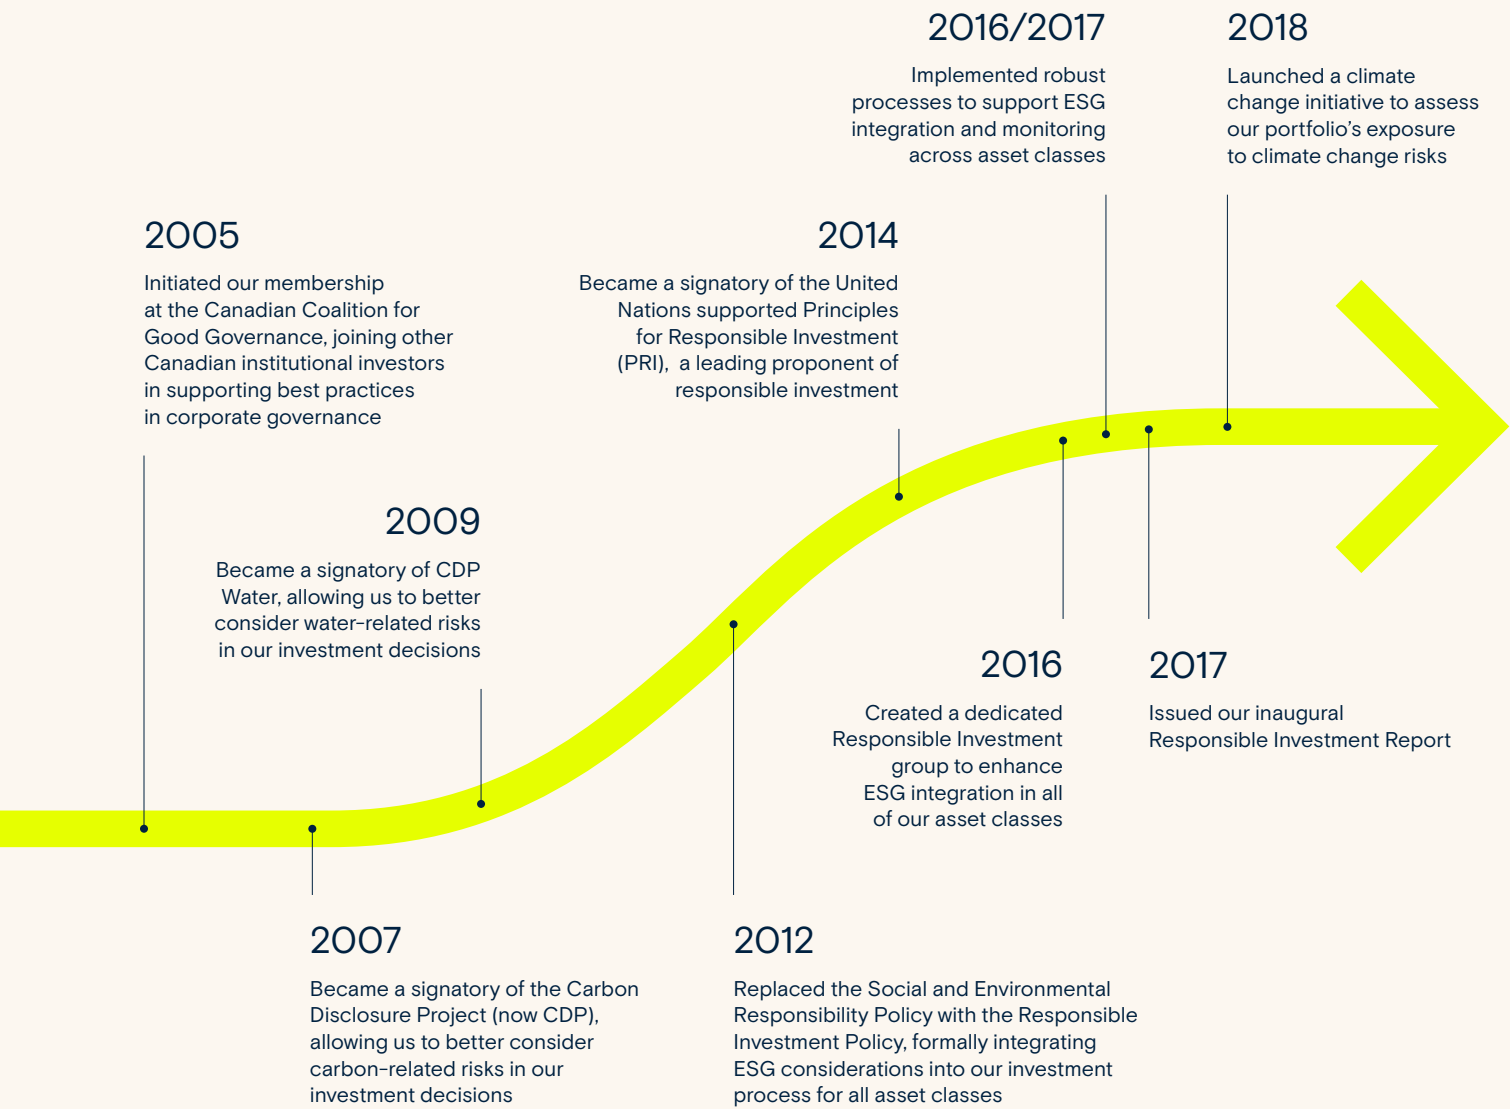 2005
Initiated our membership
at the Canadian Coalition for
Good Governance, joining other
Canadian institutional investors
in supporting best practices
in corporate governance
2007
Became a signatory of the Carbon
Disclosure Project (now CDP),
allowing us to better consider
carbon-related risks in our
investment decisions
2009
Became a signatory of CDP
Water, allowing us to better
consider water-related risks
in our investment decisions
2012
Replaced the Social and Environmental
Responsibility Policy with the Responsible
Investment Policy, formally integrating
ESG considerations into our investment
process for all asset classes
2014
Became a signatory of the United
Nations supported Principles
for Responsible Investment
(PRI), a leading proponent of
responsible investment
2016
Created a dedicated
Responsible Investment
group to enhance
ESG integration in all
of our asset classes
2016/2017
Implemented robust
processes to support ESG
integration and monitoring
across asset classes
2017
Issued our inaugural
Responsible Investment Report
2018
Launched a climate
change initiative to assess
our portfolio’s exposure
to climate change risks